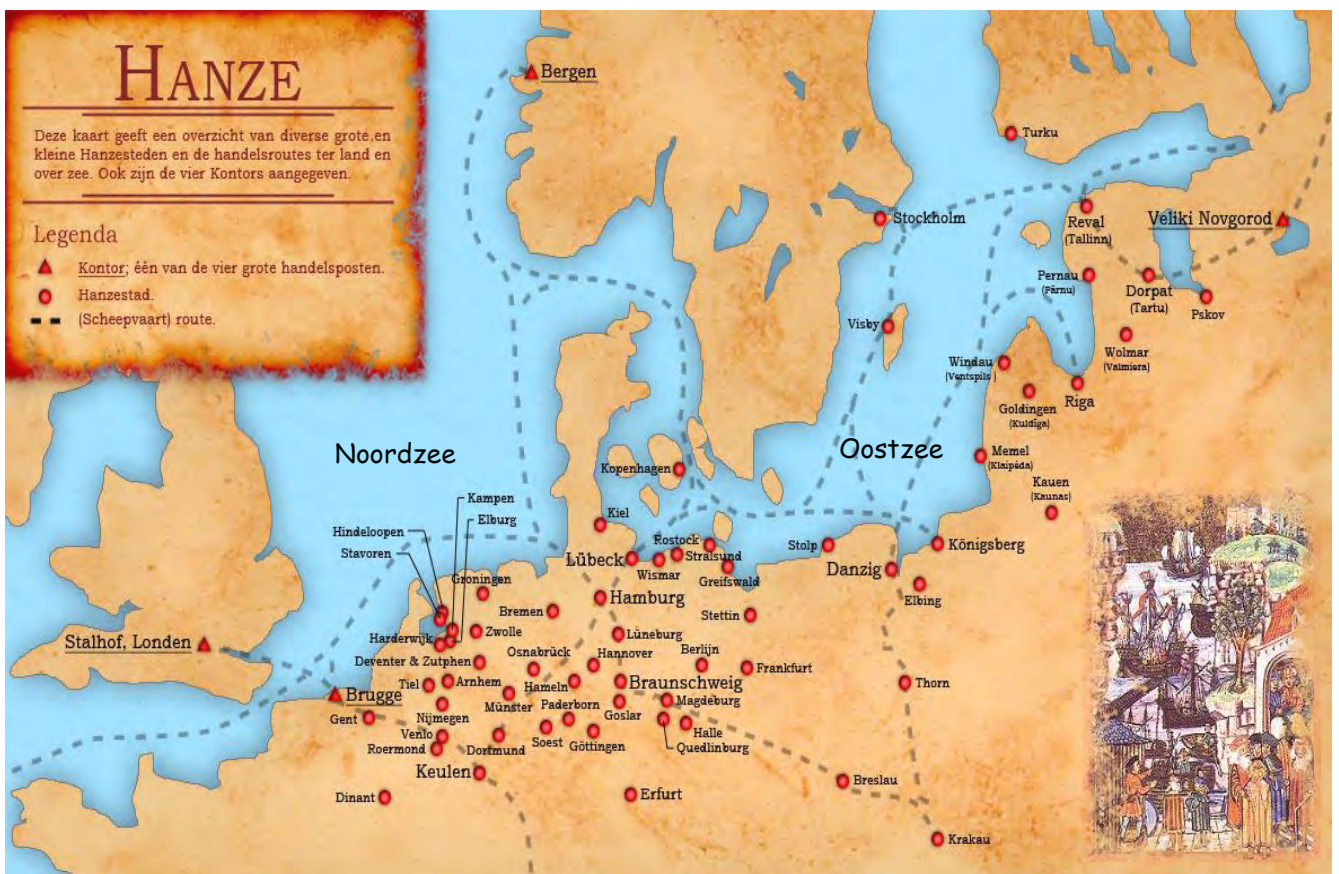 HANZE
Deze kaart geeft een overzicht van diverse grote en
kleine Hanzesteden en de handelsroutes ter land en
over zee. Ook zijn de vier Kontors aangegeven.
Legenda
Kontor; één van de vier grote handelsposten.
Hanzestad.
(Scheepvaart) route.
Bergen
Turku
Stockholm
Reval
(Tallinn)
Veliki Novgorod
Pernau
(Pärnu)
Dorpat
(Tartu)
Pskov
Visby
Wolmar
(Valmiera)
Windau
(Ventspils)
Goldingen
(Kuldīga)
Riga
Noordzee
Oostzee
Kopenhagen
Memel
(Klaipėda)
Kauen
(Kaunas)
Kampen
Elburg
Hindeloopen
Stavoren
Kiel
Rostock
Stralsund
Lübeck
Wismar
Greifswald
Stolp
Danzig
Königsberg
Elbing
Groningen
Bremen
Hamburg
Stettin
Harderwijk
Zwolle
Lüneburg
Stalhof, Londen
Deventer & Zutphen
Osnabrück
Hannover
Berlijn
Frankfurt
Tiel
Arnhem
Hameln
Braunschweig
Thorn
Brugge
Münster
Paderborn
Magdeburg
Gent
Nijmegen
Goslar
Halle
Venlo
Quedlinburg
Roermond
Dortmund
Soest
Göttingen
Keulen
Breslau
Dinant
Erfurt
Krakau